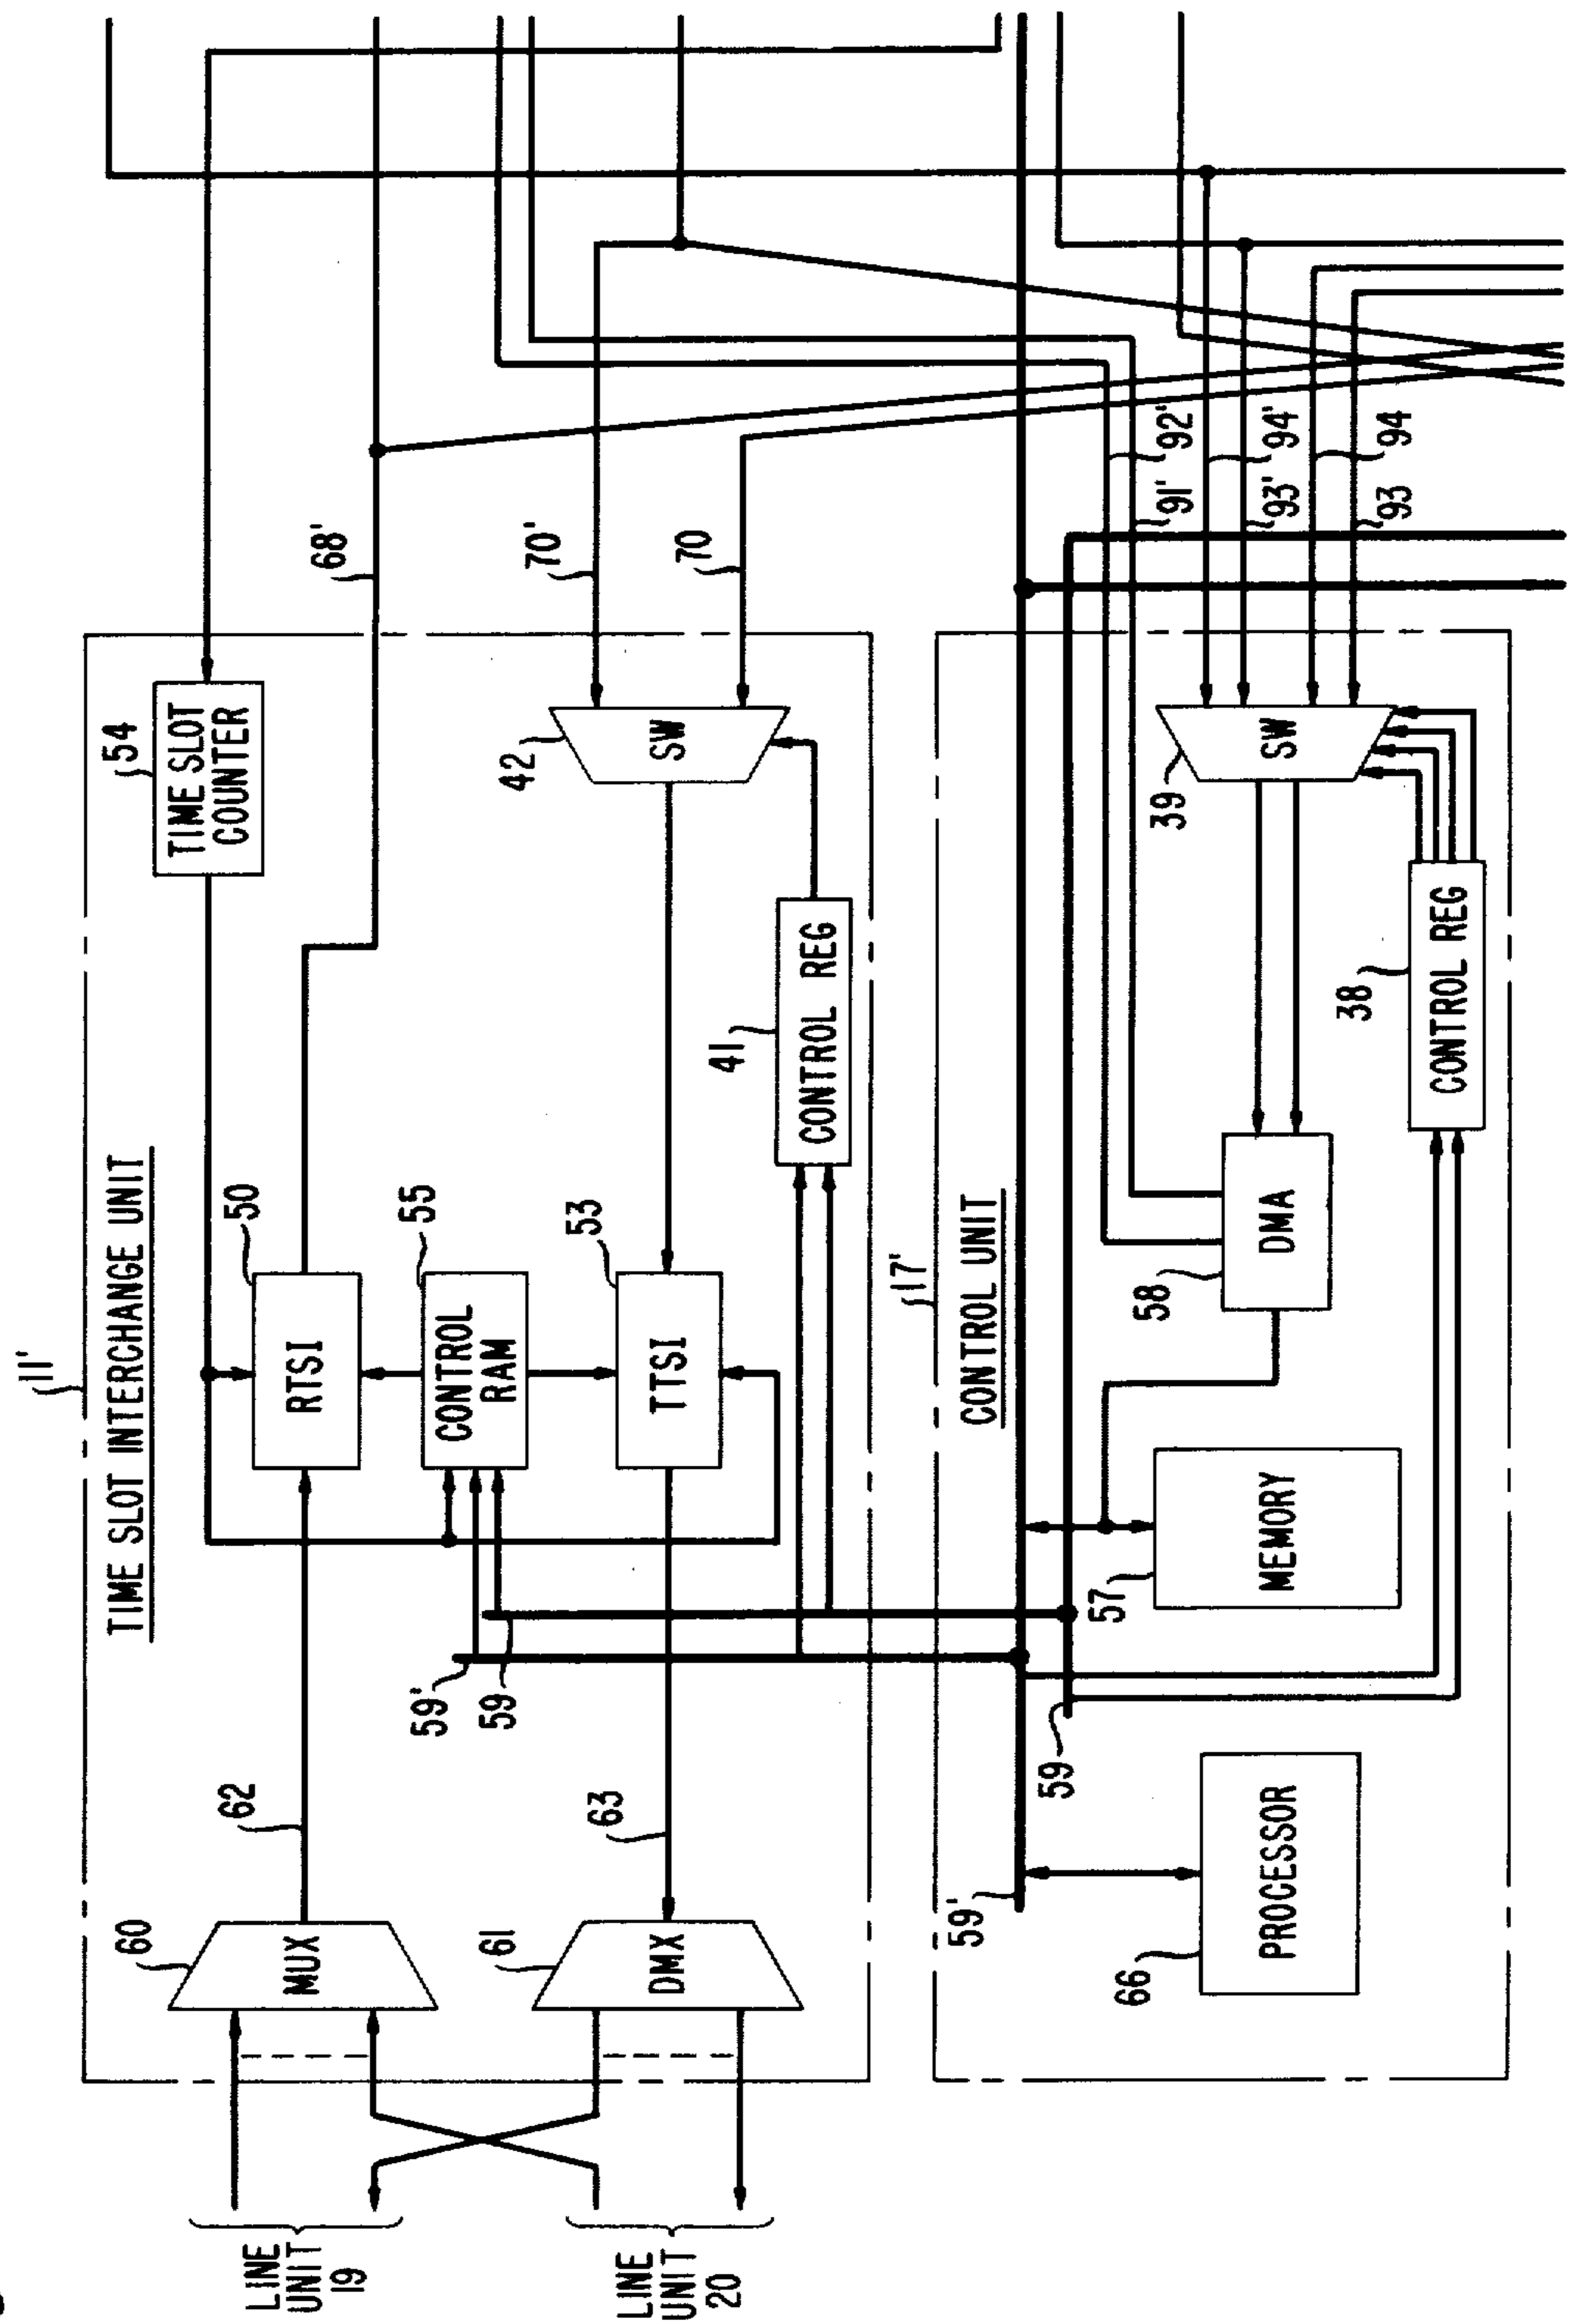 11'
TIME SLOT INTERCHANGE UNIT
LINE
UNIT
19
LINE
UNIT
20
60
MUX
61
DMX
62
63
59'
59
50
RTSI
55
CONTROL
RAM
53
TTSI
54
TIME SLOT
COUNTER
41
CONTROL REG
42
SW
68'
70'
70
17'
CONTROL UNIT
59'
59
66
PROCESSOR
57
MEMORY
58
DMA
38
CONTROL REG
39
SW
91'
92'
93'
94'
93
94